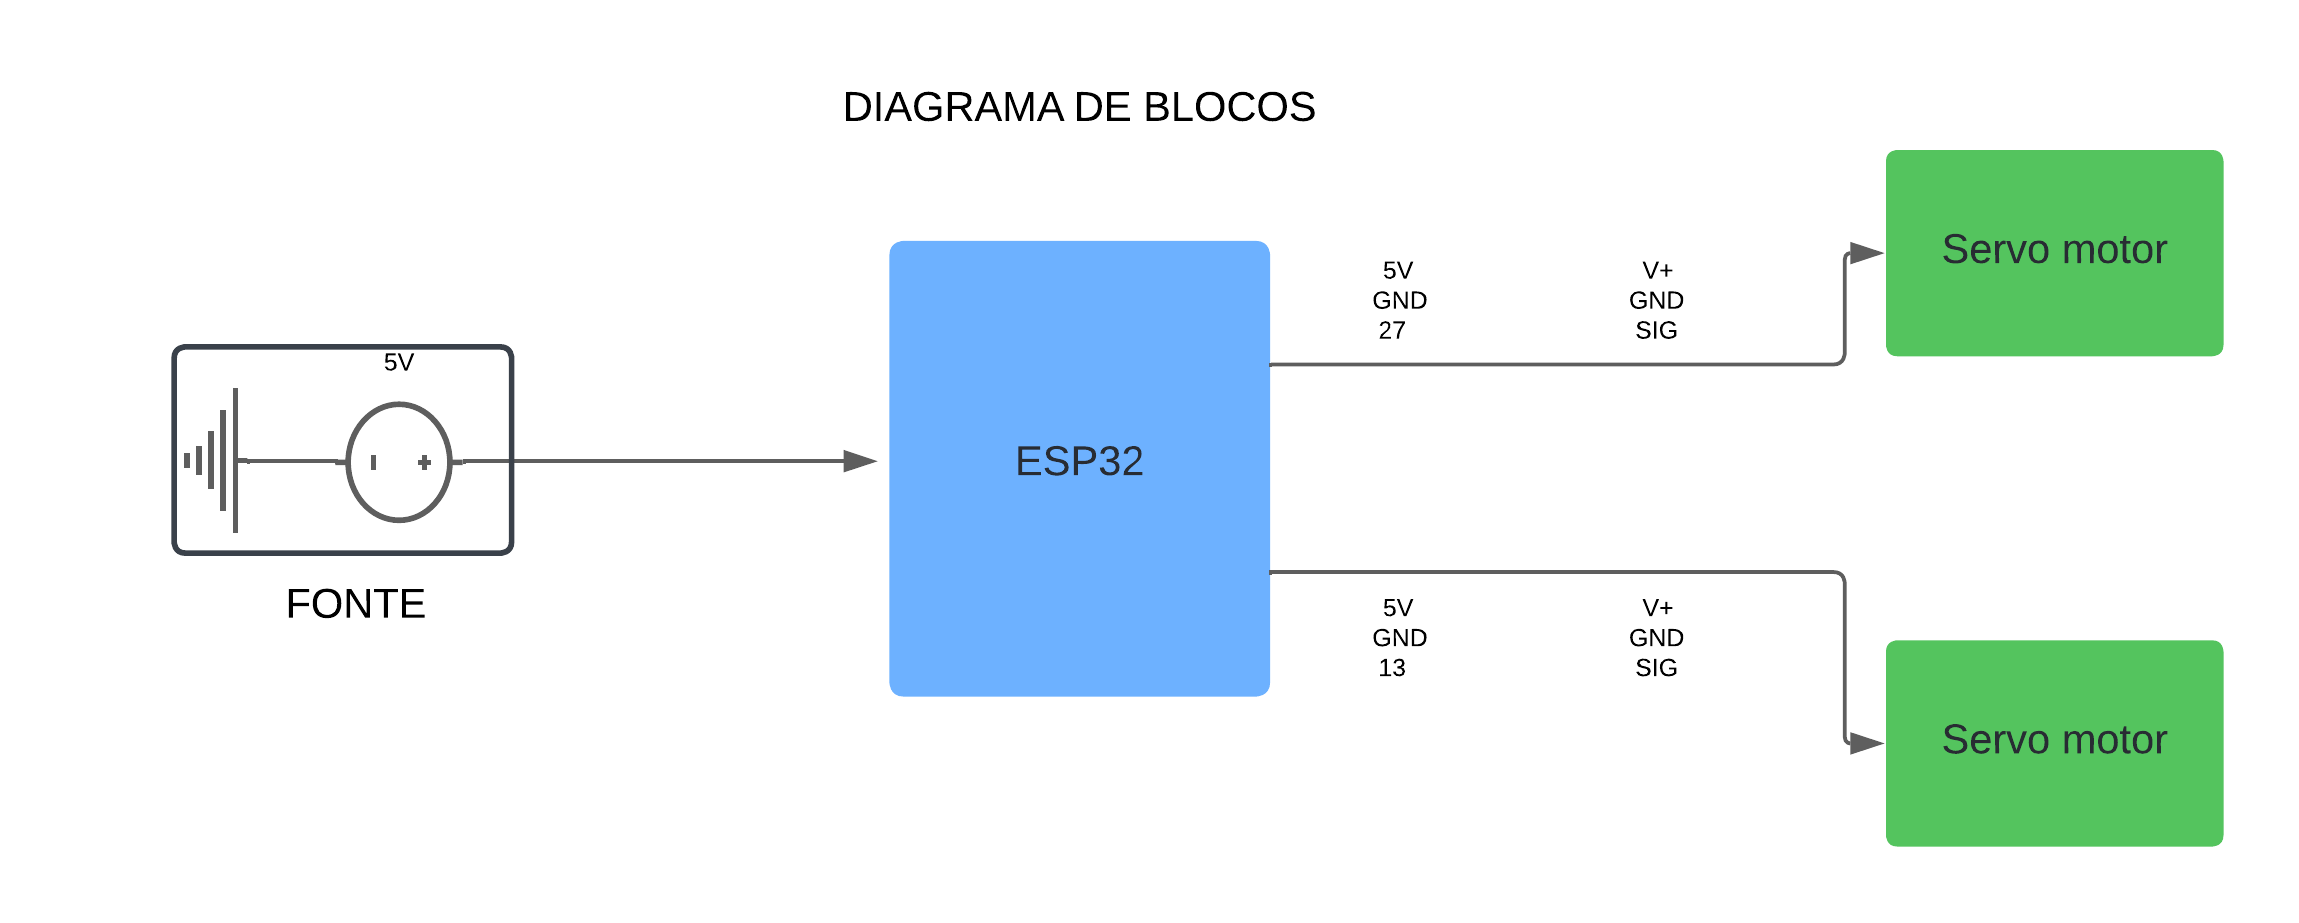 DIAGRAMA DE BLOCOS
5V
FONTE
ESP32
5V
GND
27
V+
GND
SIG
Servo motor
5V
GND
13
V+
GND
SIG
Servo motor